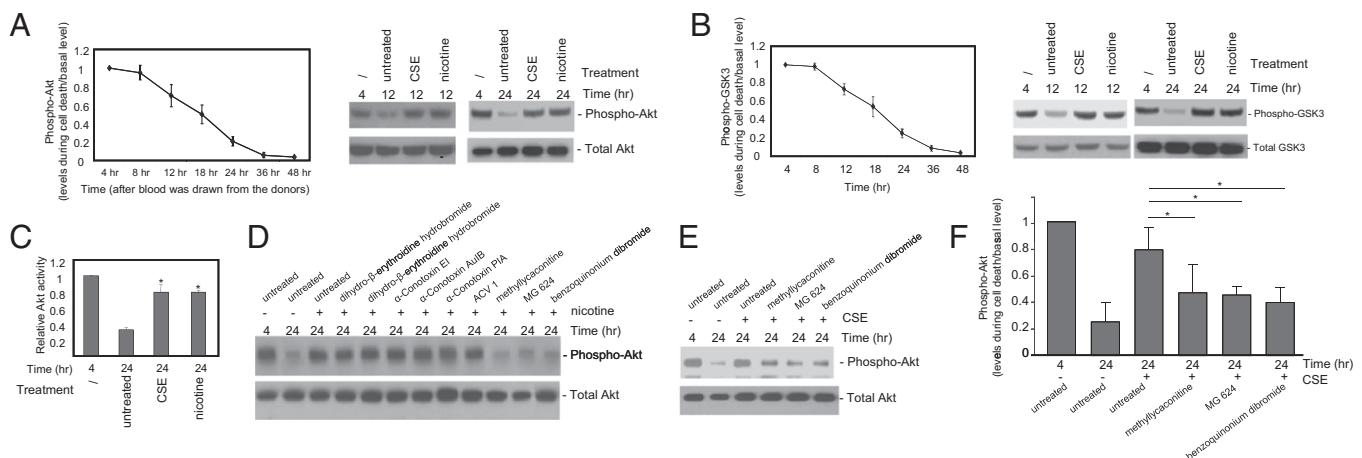 A
Phospho-Akt
(levels during cell death/basal level)
1.2
1
0.8
0.6
0.4
0.2
0
4 hr 8 hr 12 hr 18 hr 24 hr 36 hr 48 hr
Time (after blood was drawn from the donors)
/ untreated CSE nicotine / untreated CSE nicotine
Treatment
4 12 12 12 4 24 24 24 Time (hr)
- Phospho-Akt
- Total Akt
B
Phospho-GSK3
(levels during cell death/basal level)
1.2
1
0.8
0.6
0.4
0.2
0
4 8 12 18 24 36 48
Time (hr)
/ untreated CSE nicotine / untreated CSE nicotine
Treatment
4 12 12 12 4 24 24 24 Time (hr)
- Phospho-GSK3
- Total GSK3
C
Relative Akt activity
1.2
1
0.8
0.6
0.4
* *
Time (hr) 4 24 24 24
Treatment / untreated CSE nicotine
D
untreated
untreated
untreated
dihydro-β-erythroidine hydrobromide
dihydro-β-erythroidine hydrobromide
α-Conotoxin EI
α-Conotoxin AuIB
α-Conotoxin PIA
ACV 1
methyllycaconitine
MG 624
benzoquinonium dibromide
- - + + + + + + + + + + nicotine
4 24 24 24 24 24 24 24 24 24 24 24 Time (hr)
- Phospho-Akt
- Total Akt
E
untreated
untreated
untreated
methyllycaconitine
MG 624
benzoquinonium dibromide
- - + + + + CSE
4 24 24 24 24 24 Time (hr)
- Phospho-Akt
- Total Akt
F
Phospho-Akt
(levels during cell death/basal level)
1
0.8
0.6
0.4
0.2
0
*
*
*
4 24 24 24 24 24 Time (hr)
- - + + + + CSE
untreated
untreated
untreated
methyllycaconitine
MG 624
benzoquinonium dibromide